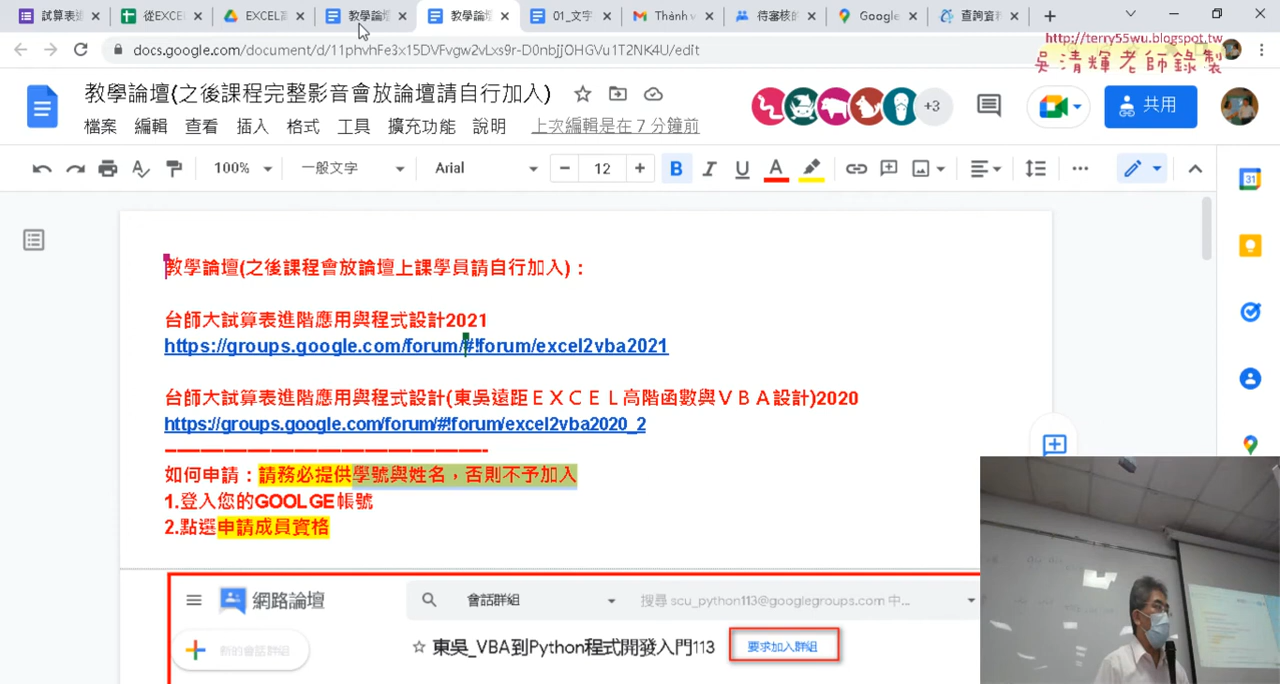 試算表進
從EXCE
EXCEL高
教學論壇
教學論壇
01_文字
Thành v
待審核的
Google
查詢資料
docs.google.com/document/d/11phvhFe3x15DVFvgw2vLxs9r-D0nbjjOHGVu1T2NK4U/edit
http://terry55wu.blogspot.tw
吳清輝老師錄製
教學論壇(之後課程完整影音會放論壇請自行加入)
+3
共用
檔案 編輯 查看 插入 格式 工具 擴充功能 說明 上次編輯是在 7 分鐘前
100% 一般文字 Arial 12 B I U A
31
教學論壇(之後課程會放論壇上課學員請自行加入)：
台師大試算表進階應用與程式設計2021
https://groups.google.com/forum/#!forum/excel2vba2021
台師大試算表進階應用與程式設計(東吳遠距ＥＸＣＥＬ高階函數與ＶＢＡ設計)2020
https://groups.google.com/forum/#!forum/excel2vba2020_2
如何申請：請務必提供學號與姓名，否則不予加入
1.登入您的GOOLGE帳號
2.點選申請成員資格
網路論壇
會話群組
搜尋 scu_python113@googlegroups.com 中...
新的會話群組
東吳_VBA到Python程式開發入門113
要求加入群組